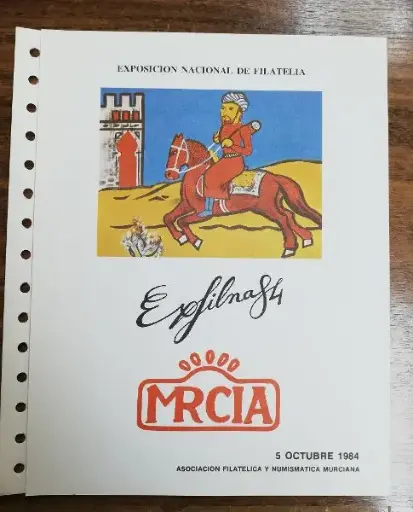 EXPOSICION NACIONAL DE FILATELIA
Exfilna 84
MRCIA
5 OCTUBRE 1984
ASOCIACION FILATELICA Y NUMISMATICA MURCIANA